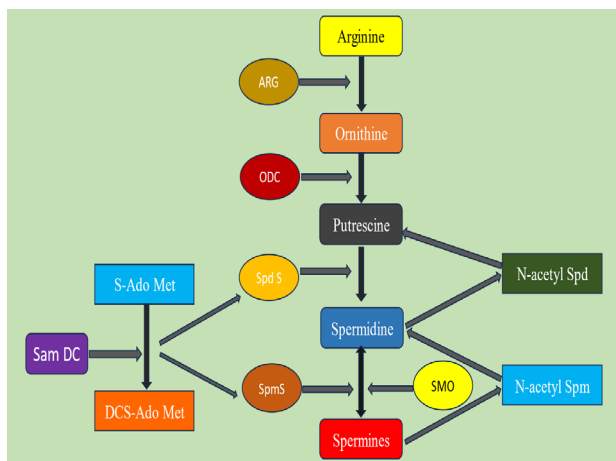 Arginine
ARG
Ornithine
ODC
Putrescine
S-Ado Met
Spd S
N-acetyl Spd
Sam DC
Spermidine
DCS-Ado Met
SpmS
SMO
N-acetyl Spm
Spermines